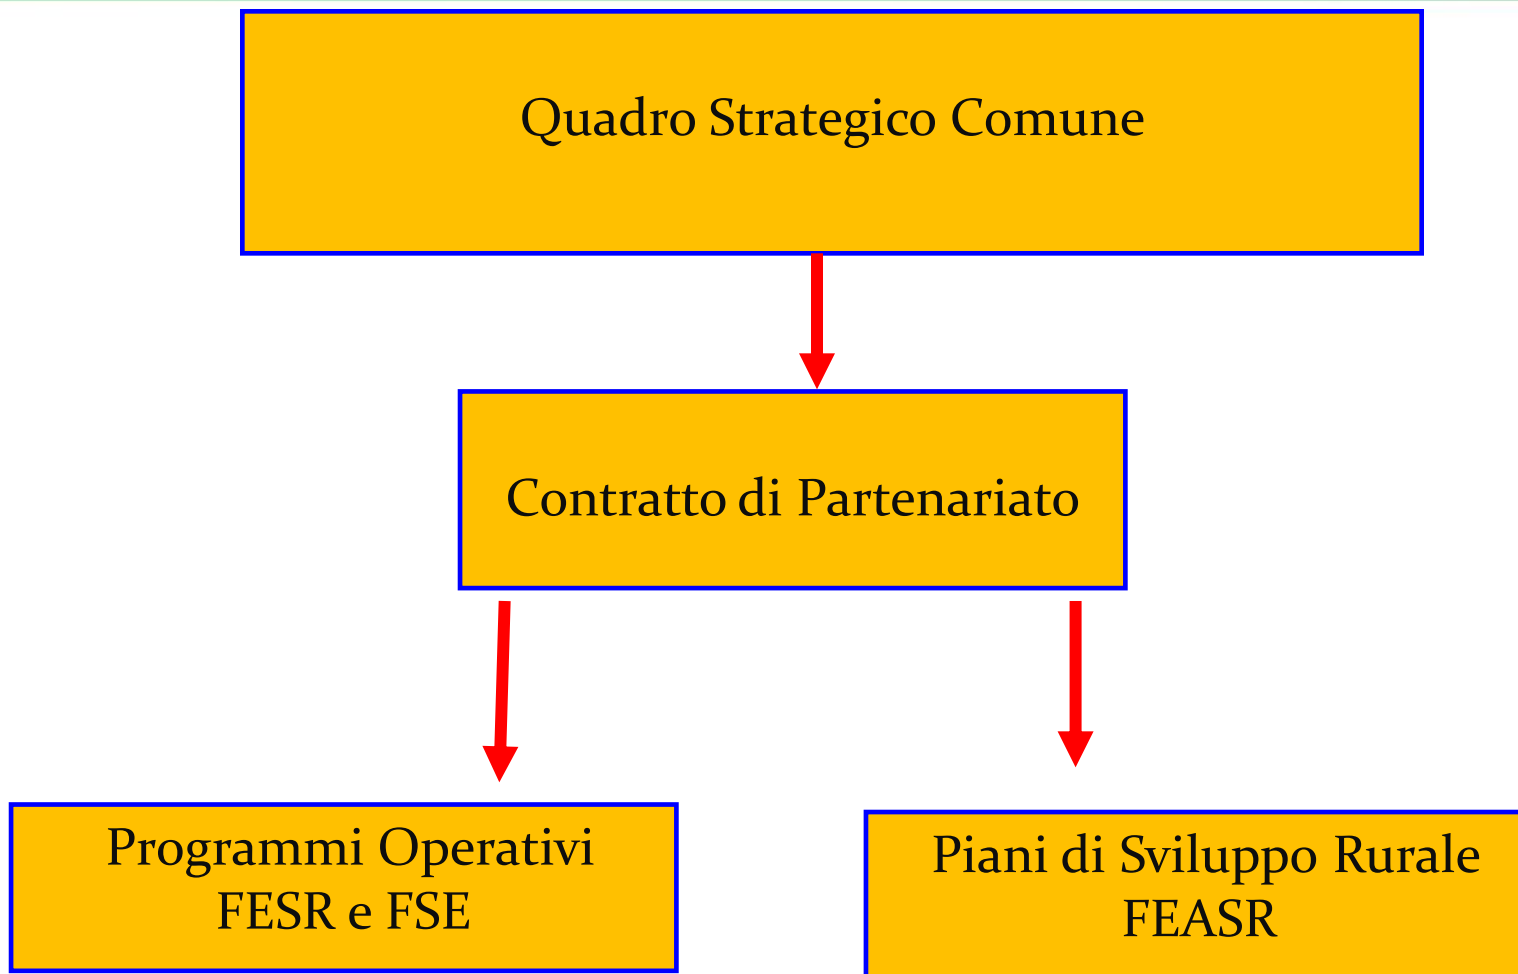 Quadro Strategico Comune
Contratto di Partenariato
Programmi Operativi
FESR e FSE
Piani di Sviluppo Rurale
FEASR